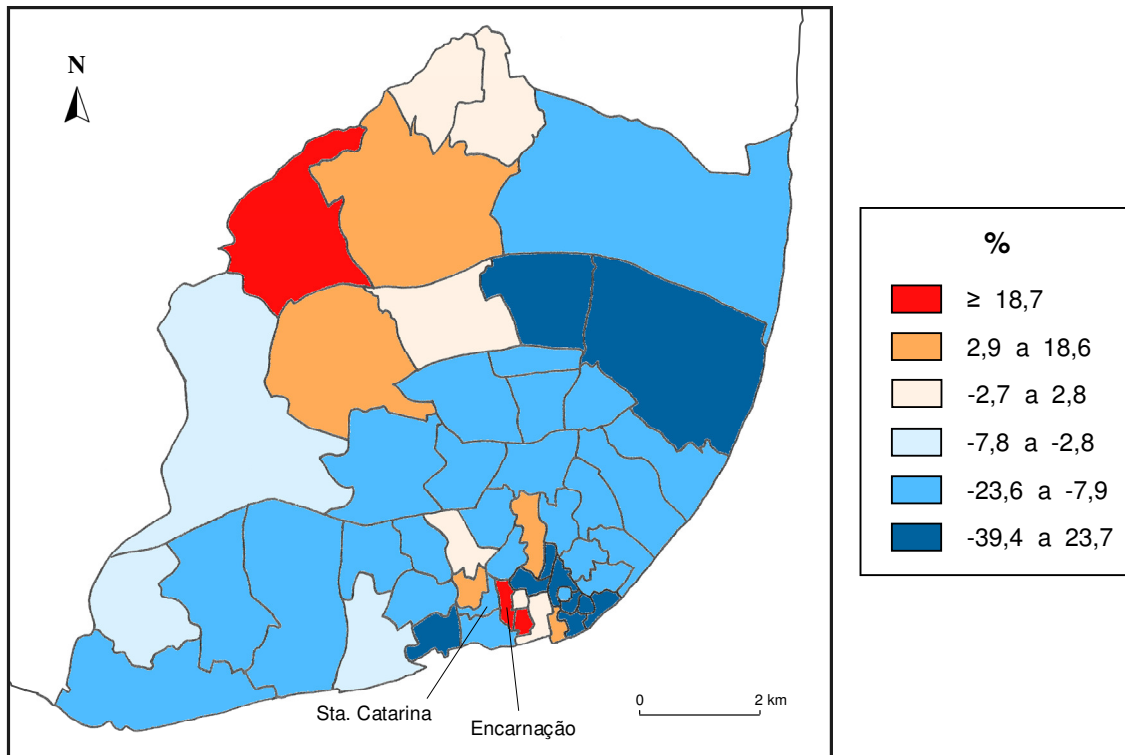 N
%
≥ 18,7
2,9 a 18,6
-2,7 a 2,8
-7,8 a -2,8
-23,6 a -7,9
-39,4 a 23,7
Sta. Catarina
Encarnação
0 2 km